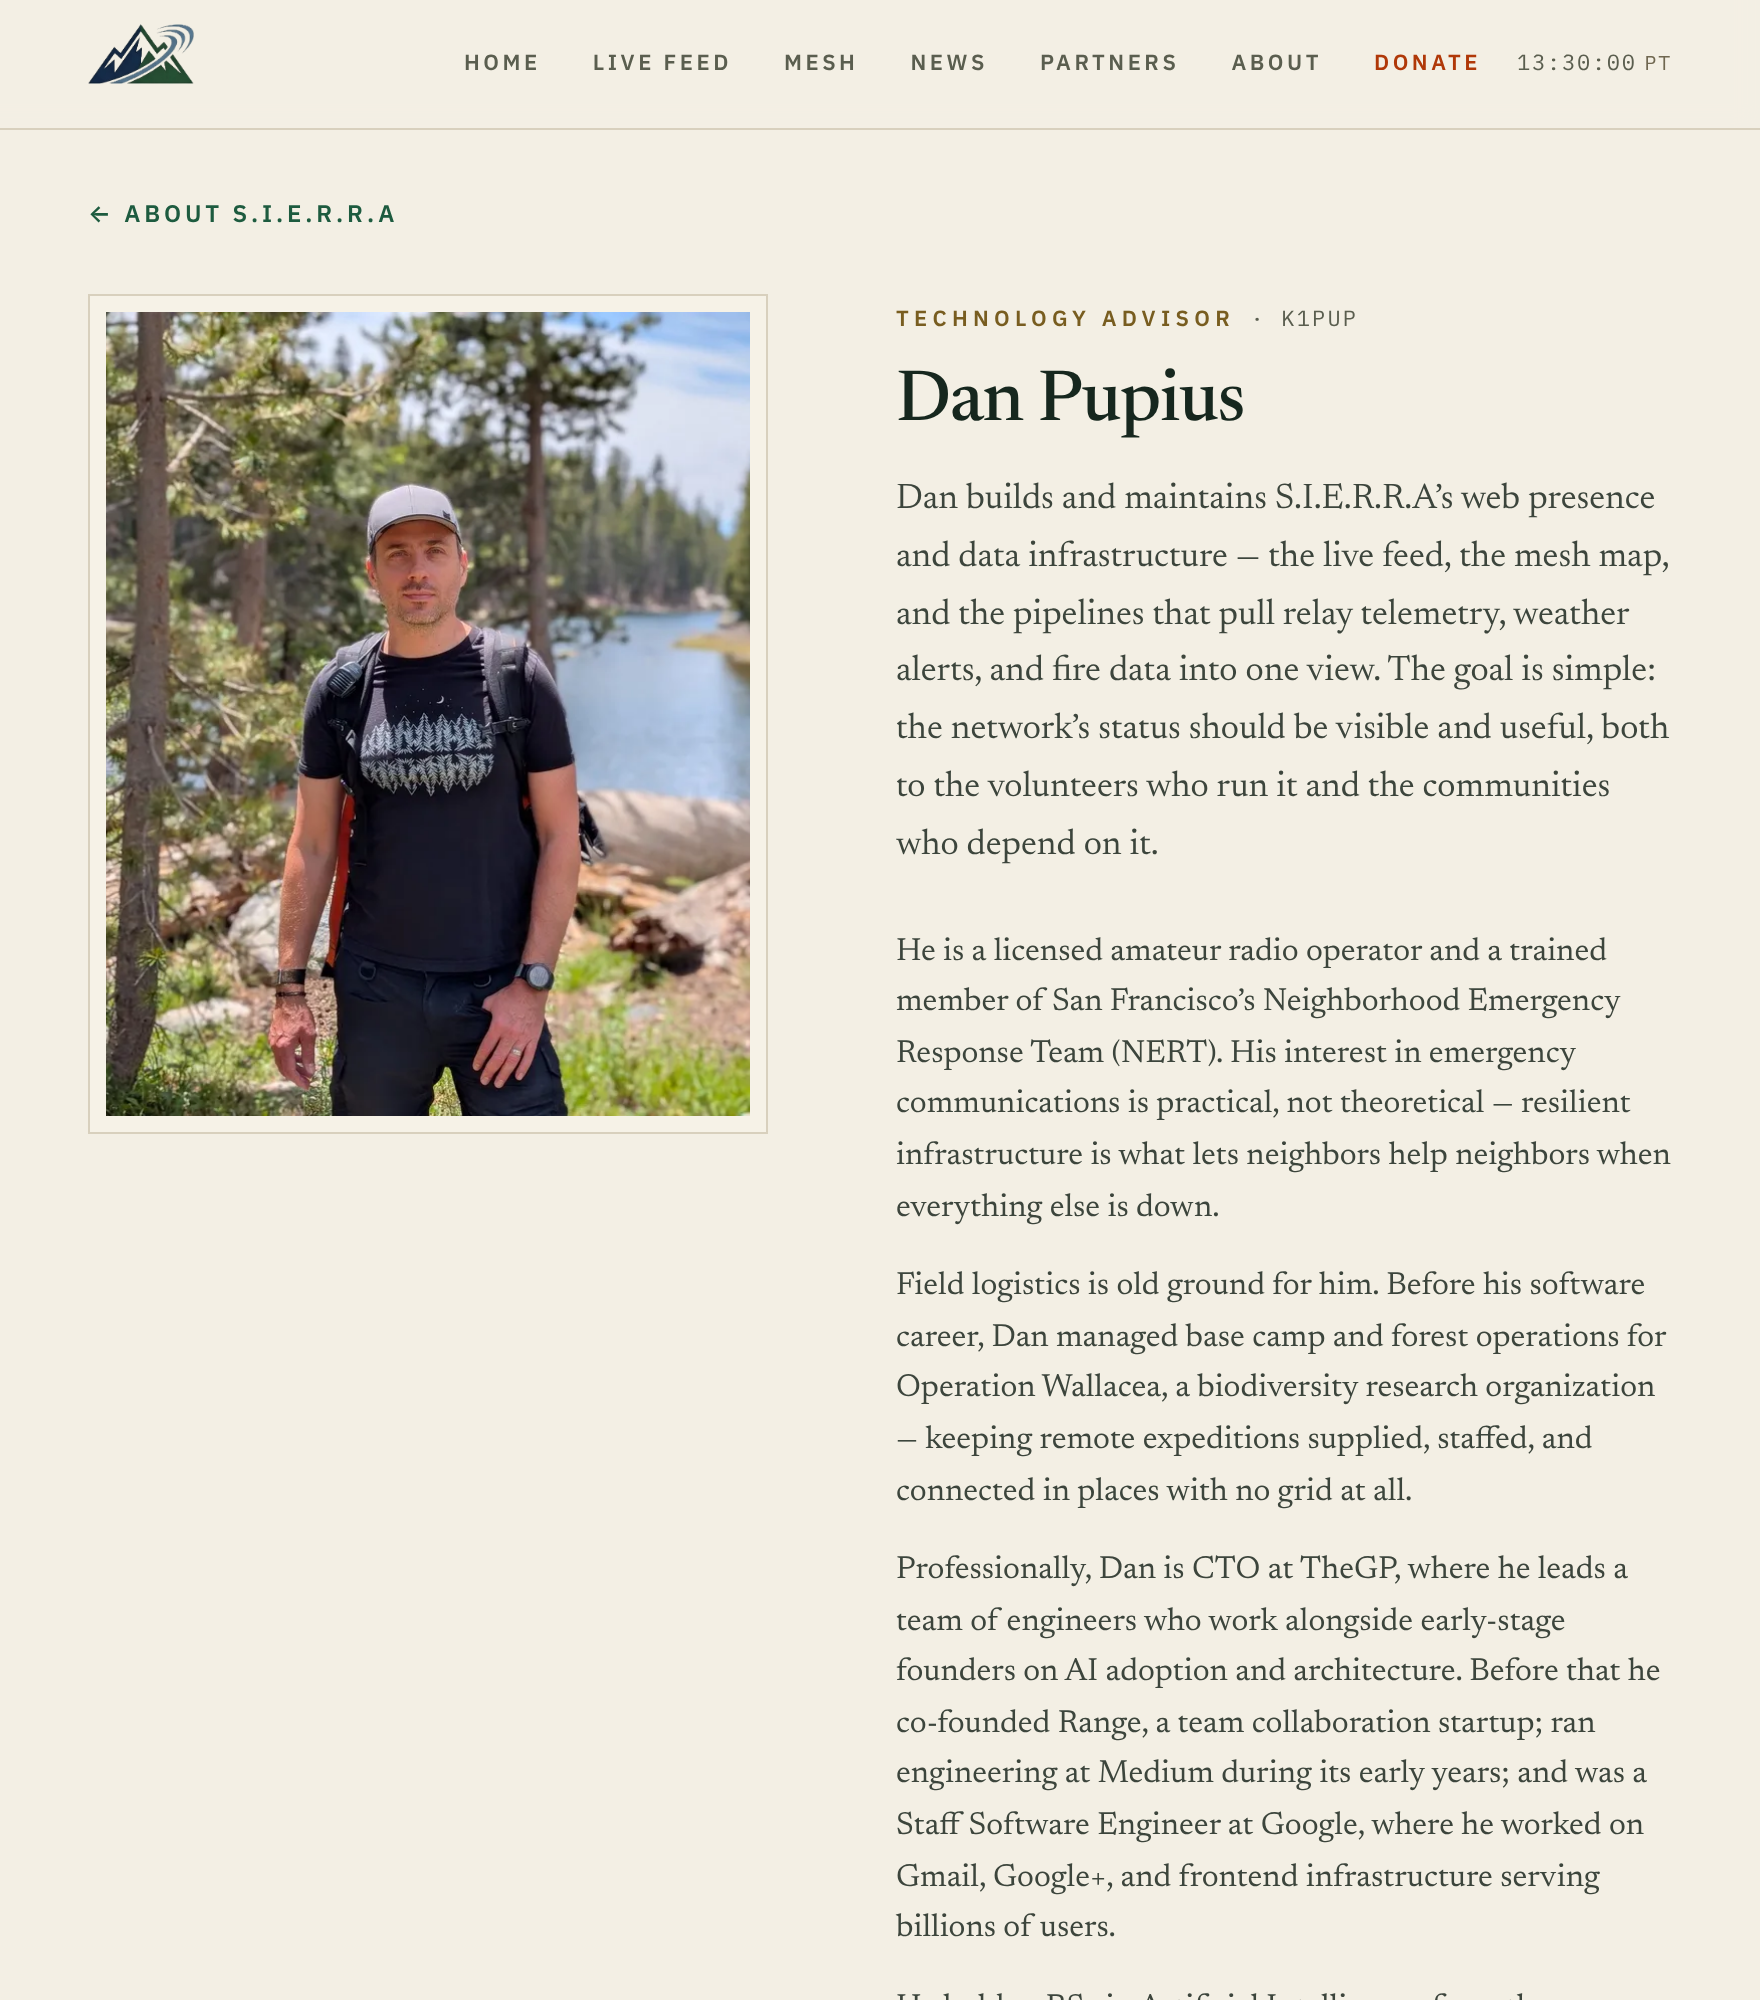 HOME LIVE FEED MESH NEWS PARTNERS ABOUT DONATE 13:30:00 PT
← ABOUT S.I.E.R.R.A
TECHNOLOGY ADVISOR · K1PUP
Dan Pupius
Dan builds and maintains S.I.E.R.R.A’s web presence
and data infrastructure — the live feed, the mesh map,
and the pipelines that pull relay telemetry, weather
alerts, and fire data into one view. The goal is simple:
the network’s status should be visible and useful, both
to the volunteers who run it and the communities
who depend on it.
He is a licensed amateur radio operator and a trained
member of San Francisco’s Neighborhood Emergency
Response Team (NERT). His interest in emergency
communications is practical, not theoretical — resilient
infrastructure is what lets neighbors help neighbors when
everything else is down.
Field logistics is old ground for him. Before his software
career, Dan managed base camp and forest operations for
Operation Wallacea, a biodiversity research organization
— keeping remote expeditions supplied, staffed, and
connected in places with no grid at all.
Professionally, Dan is CTO at TheGP, where he leads a
team of engineers who work alongside early-stage
founders on AI adoption and architecture. Before that he
co-founded Range, a team collaboration startup; ran
engineering at Medium during its early years; and was a
Staff Software Engineer at Google, where he worked on
Gmail, Google+, and frontend infrastructure serving
billions of users.